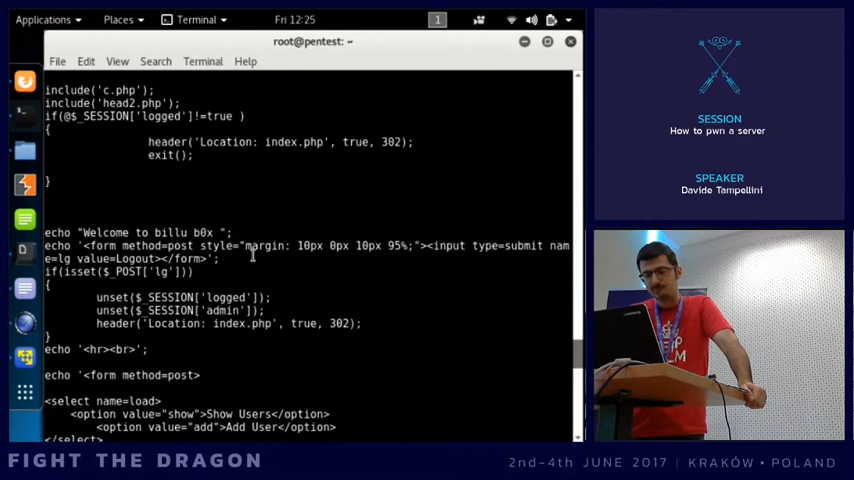 Applications
Places
Terminal
Fri 12:25
1
root@pentest: ~
File Edit View Search Terminal Help
include('c.php');
include('head2.php');
if(@$_SESSION['logged']!=true )
{
header('Location: index.php', true, 302);
exit();
}
echo "Welcome to billu b0x ";
echo '<form method=post style="margin: 10px 0px 10px 95%;"><input type=submit nam
e=lg value=Logout></form>';
if(isset($_POST['lg']))
{
unset($_SESSION['logged']);
unset($_SESSION['admin']);
header('Location: index.php', true, 302);
}
echo '<hr><br>';
echo '<form method=post>
<select name=load>
<option value="show">Show Users</option>
<option value="add">Add User</option>
</select>
SESSION
How to pwn a server
SPEAKER
Davide Tampellini
FIGHT THE DRAGON
2nd-4th JUNE 2017 | KRAKÓW • POLAND